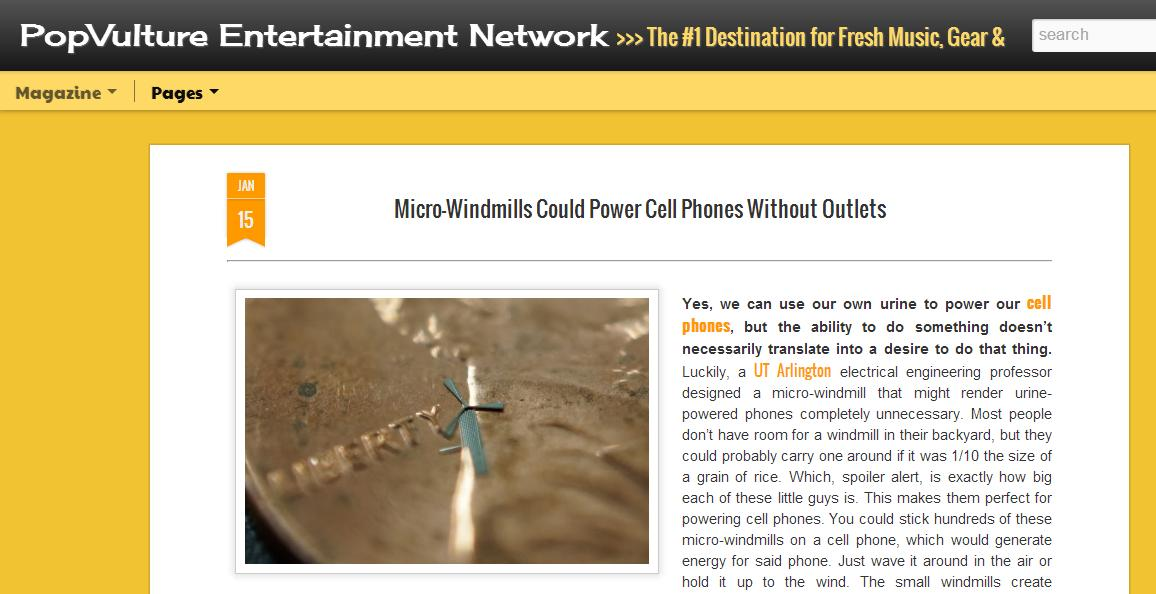 PopVulture Entertainment Network >>> The #1 Destination for Fresh Music, Gear &
search
Magazine
Pages
JAN
15
Micro-Windmills Could Power Cell Phones Without Outlets
LIBERTY
Yes, we can use our own urine to power our cell
phones, but the ability to do something doesn't
necessarily translate into a desire to do that thing.
Luckily, a UT Arlington electrical engineering professor
designed a micro-windmill that might render urine-
powered phones completely unnecessary. Most people
don't have room for a windmill in their backyard, but they
could probably carry one around if it was 1/10 the size of
a grain of rice. Which, spoiler alert, is exactly how big
each of these little guys is. This makes them perfect for
powering cell phones. You could stick hundreds of these
micro-windmills on a cell phone, which would generate
energy for said phone. Just wave it around in the air or
hold it up to the wind. The small windmills create